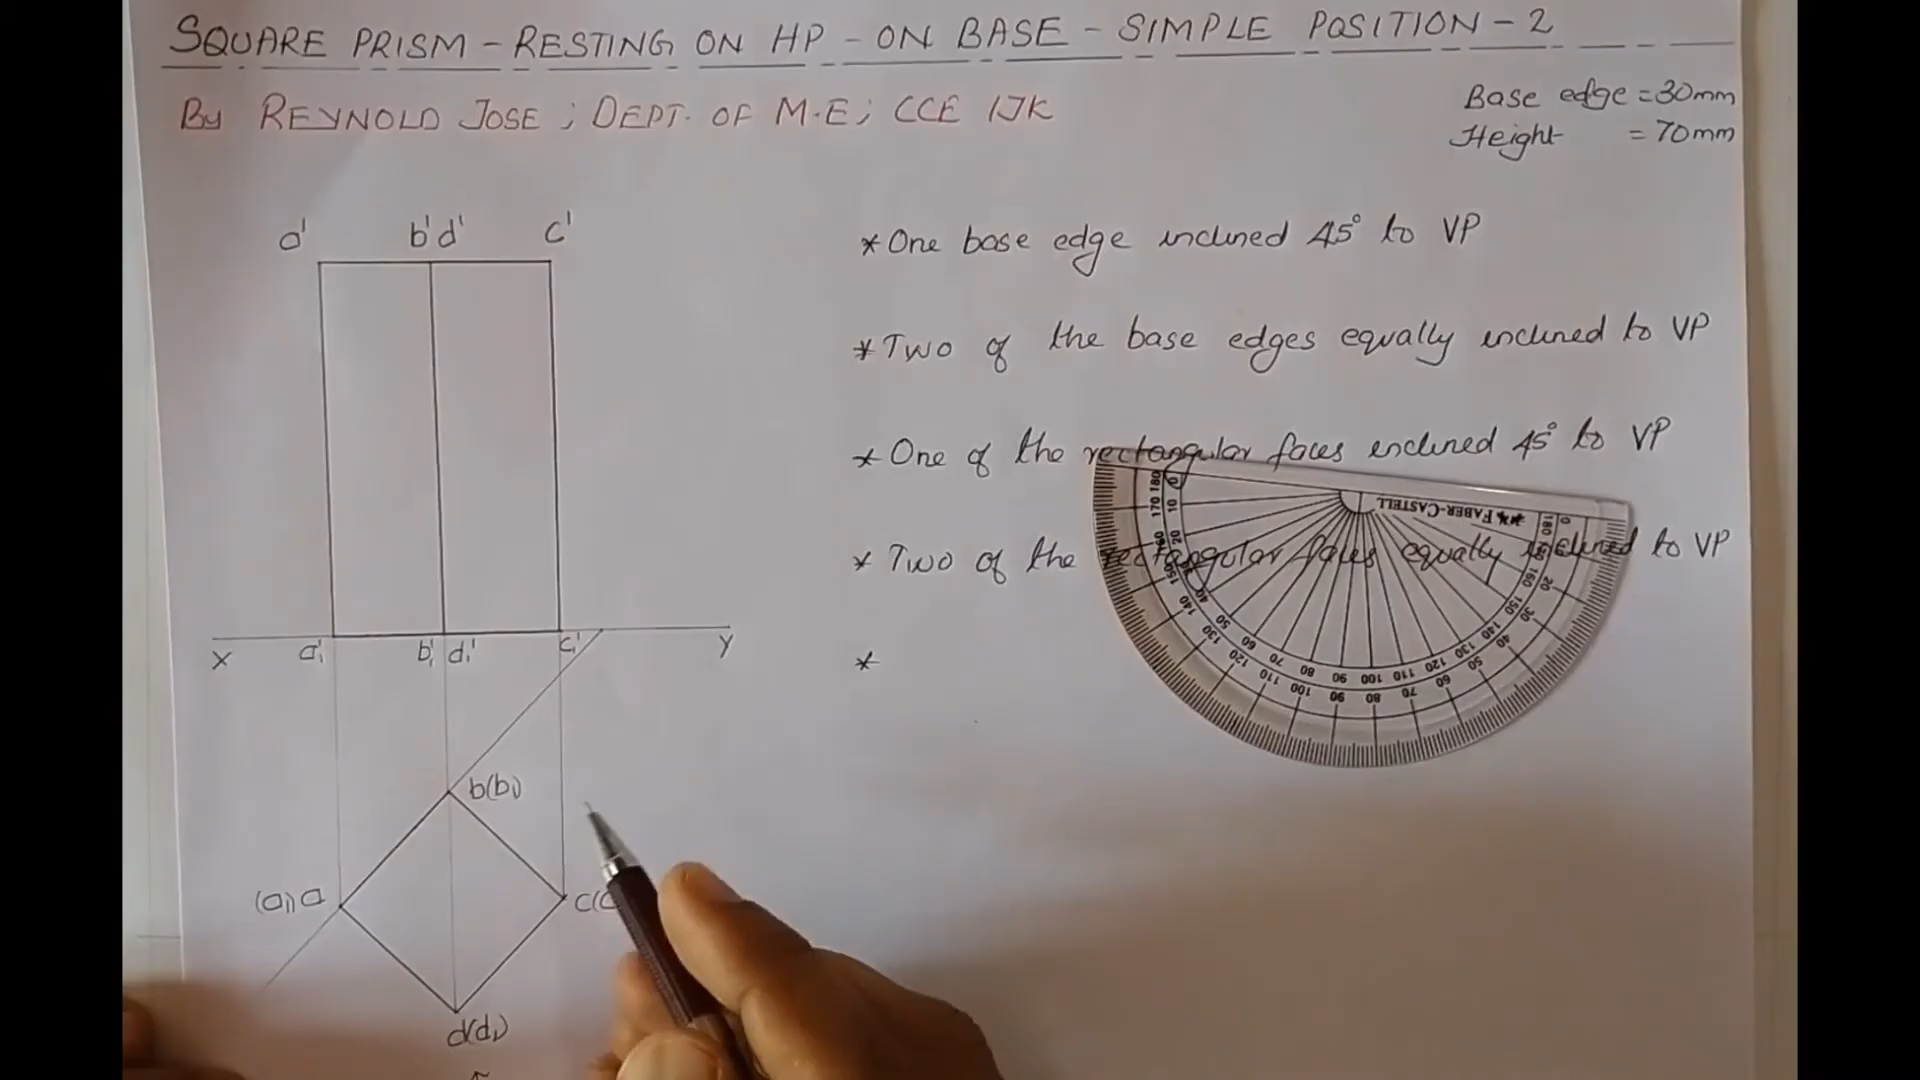 SQUARE PRISM - RESTING ON HP - ON BASE - SIMPLE POSITION - 2
By REYNOLD JOSE ; DEPT. OF M.E ; CCE IJK
Base edge = 30mm
Height = 70mm
a' b' d' c'
* One base edge inclined 45° to VP
* Two of the base edges equally inclined to VP
* One of the rectangular faces inclined 45° to VP
* Two of the rectangular faces equally inclined to VP
*
FABER-CASTELL
X a₁' b₁' d₁' c₁' Y
b(b₁)
(a₁)a
c(c
d(d₁)